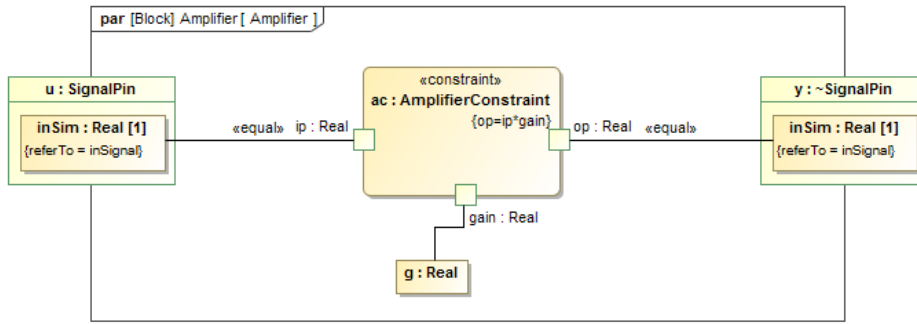 par [Block] Amplifier[ Amplifier ]
u : SignalPin
inSim : Real [1]
{referTo = inSignal}
«equal»
ip : Real
«constraint»
ac : AmplifierConstraint
{op=ip*gain}
op : Real
«equal»
y : ~SignalPin
inSim : Real [1]
{referTo = inSignal}
gain : Real
g : Real